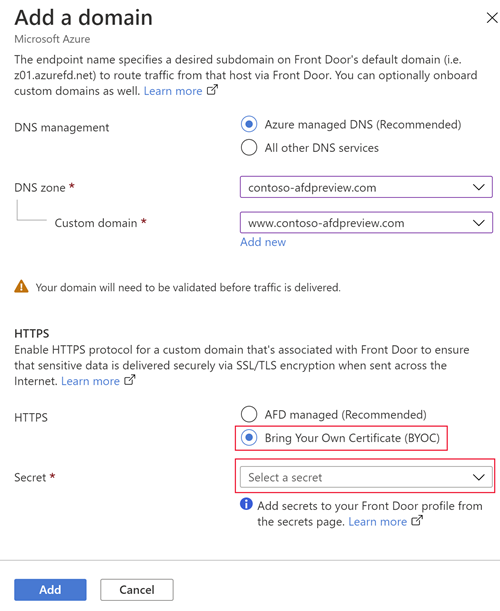 Add a domain
Microsoft Azure
The endpoint name specifies a desired subdomain on Front Door's default domain (i.e.
z01.azurefd.net) to route traffic from that host via Front Door. You can optionally onboard
custom domains as well. Learn more
DNS management
Azure managed DNS (Recommended)
All other DNS services
DNS zone *
contoso-afdpreview.com
Custom domain *
www.contoso-afdpreview.com
Add new
Your domain will need to be validated before traffic is delivered.
HTTPS
Enable HTTPS protocol for a custom domain that's associated with Front Door to ensure
that sensitive data is delivered securely via SSL/TLS encryption when sent across the
Internet. Learn more
HTTPS
AFD managed (Recommended)
Bring Your Own Certificate (BYOC)
Secret *
Select a secret
Add secrets to your Front Door profile from
the secrets page. Learn more
Add
Cancel